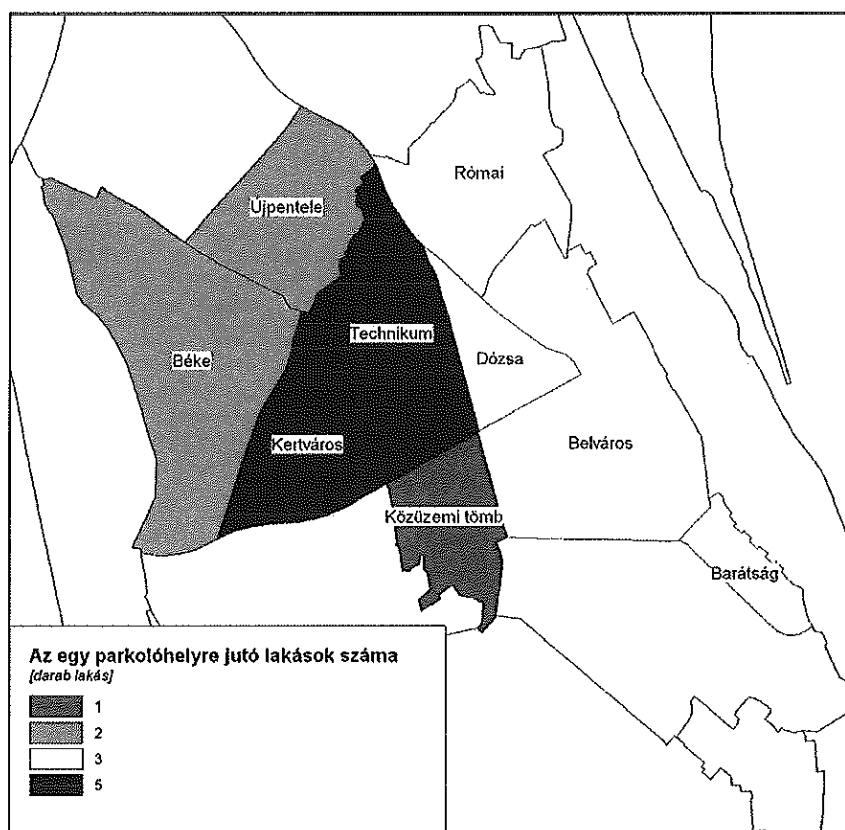 Római
Újpentele
Technikum
Béke
Dózsa
Kertváros
Belváros
Közüzemi tömb
Barátság
Az egy parkolóhelyre jutó lakások száma
[darab lakás]
1
2
3
5